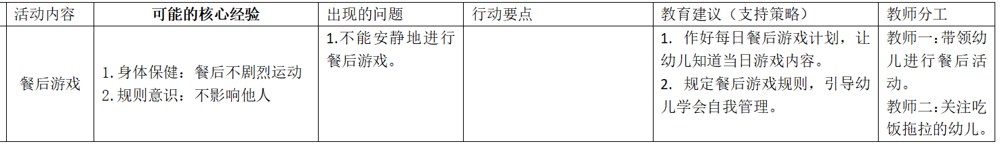 活动内容
可能的核心经验
出现的问题
行动要点
教育建议（支持策略）
教师分工
餐后游戏
1.身体保健：餐后不剧烈运动
2.规则意识：不影响他人
1.不能安静地进行
餐后游戏。
1. 作好每日餐后游戏计划，让
幼儿知道当日游戏内容。
2. 规定餐后游戏规则，引导幼
儿学会自我管理。
教师一:带领幼
儿进行餐后活
动。
教师二:关注吃
饭拖拉的幼儿。